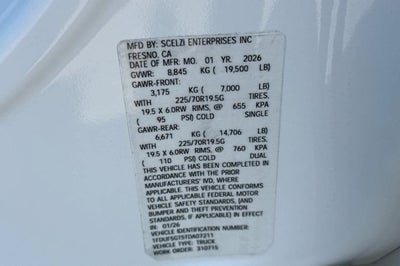 MFD. BY: SCELZI ENTERPRISES INC
FRESNO, CA
DATE OF MFR: MO. 01 YR. 2026
GVWR: 8,845 KG ( 19,500 LB)
GAWR-FRONT:
3,175 KG ( 7,000 LB)
WITH 225/70R19.5G TIRES,
19.5 X 6.0RW RIMS, @ 655 KPA
( 95 PSI) COLD SINGLE
GAWR-REAR:
6,671 KG ( 14,706 LB)
WITH 225/70R19.5G TIRES,
19.5 X 6.0RW RIMS, @ 760 KPA
( 110 PSI) COLD DUAL
THIS VEHICLE HAS BEEN COMPLETED IN
ACCORDANCE WITH THE PRIOR
MANUFACTURERS' IVD, WHERE APPLICABLE.
THIS VEHICLE CONFORMS TO ALL
APPLICABLE FEDERAL MOTOR
VEHICLE SAFETY STANDARDS, [AND
BUMPER AND THEFT PREVENTION
STANDARDS, IF APPLICABLE] IN EFFECT
IN: 01/26
VEHICLE IDENTIFICATION NUMBER:
VEHICLE TYPE: TRUCK
WORK ORDER: 310715